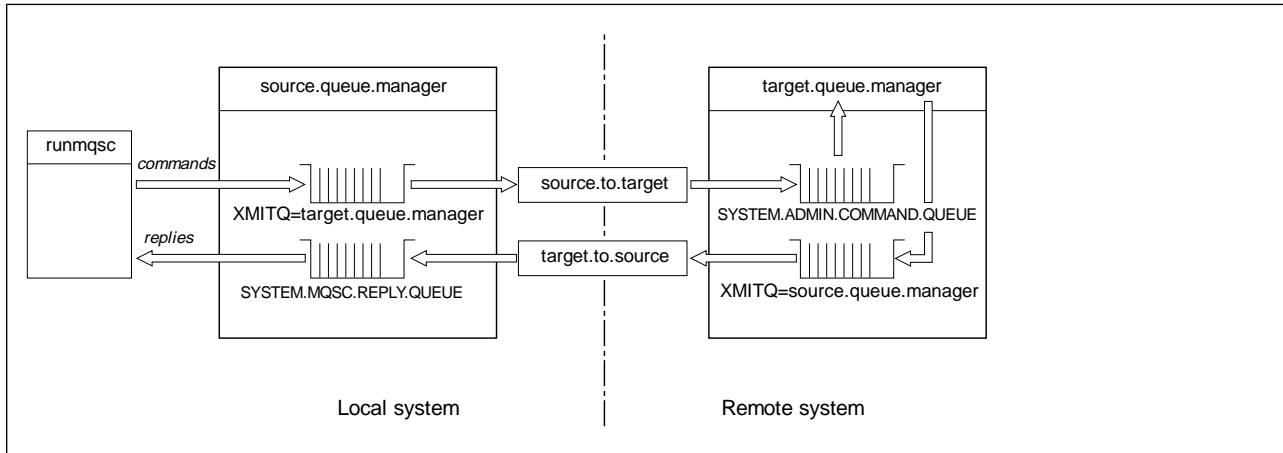 source.queue.manager
target.queue.manager
runmqsc
commands
source.to.target
XMITQ=target.queue.manager
SYSTEM.ADMIN.COMMAND.QUEUE
replies
target.to.source
SYSTEM.MQSC.REPLY.QUEUE
XMITQ=source.queue.manager
Local system
Remote system